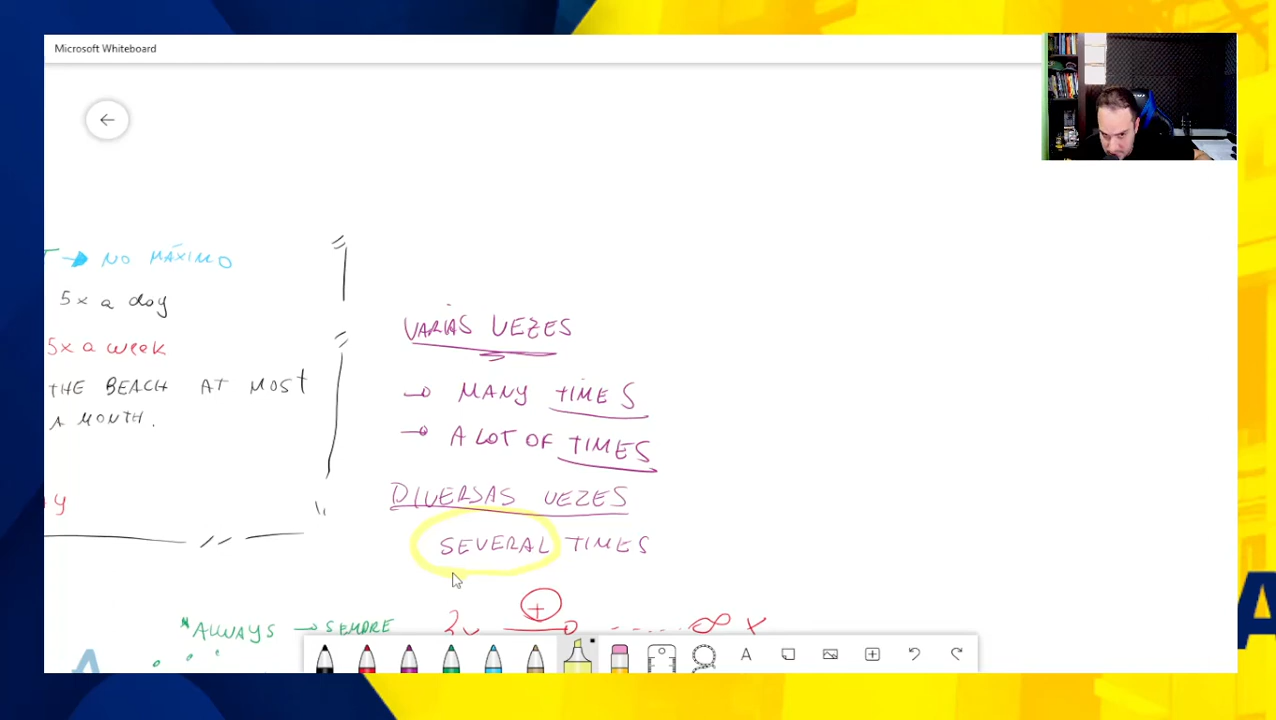 Microsoft Whiteboard
→ NO MÁXIMO
5x a day
5x a week
THE BEACH AT MOST
A MONTH.
VARIAS VEZES
→ MANY TIMES
→ A LOT OF TIMES
DIVERSAS VEZES
SEVERAL TIMES
* ALWAYS → SEMPRE
+
∞ x
A